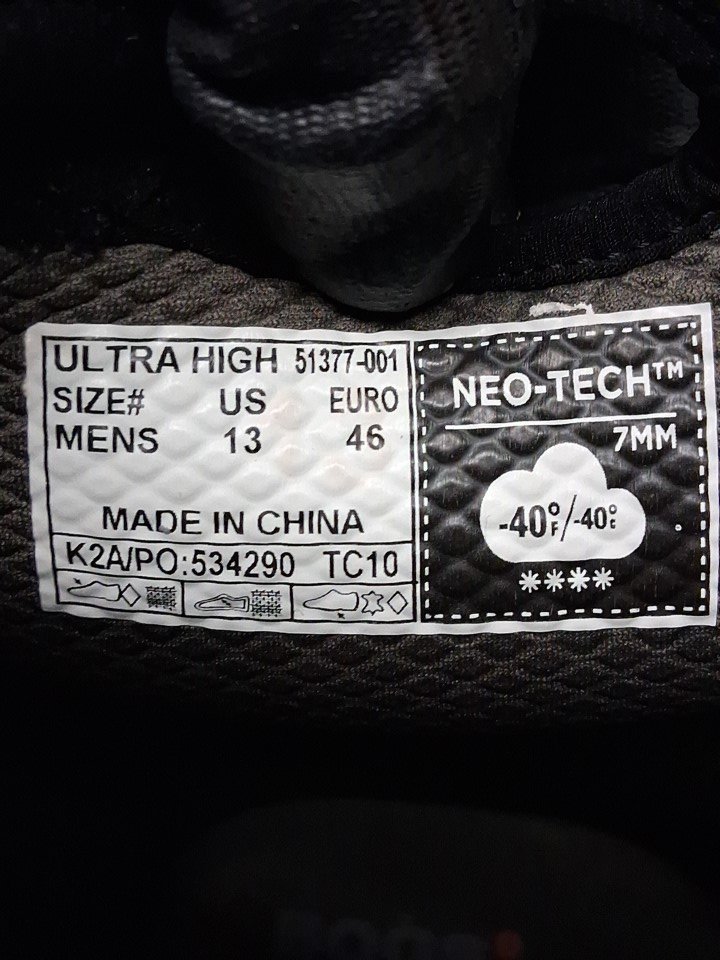 ULTRA HIGH 51377-001
SIZE# US EURO
MENS 13 46
MADE IN CHINA
K2A/PO:534290 TC10
NEO-TECH™
7MM
-40°F/-40°C